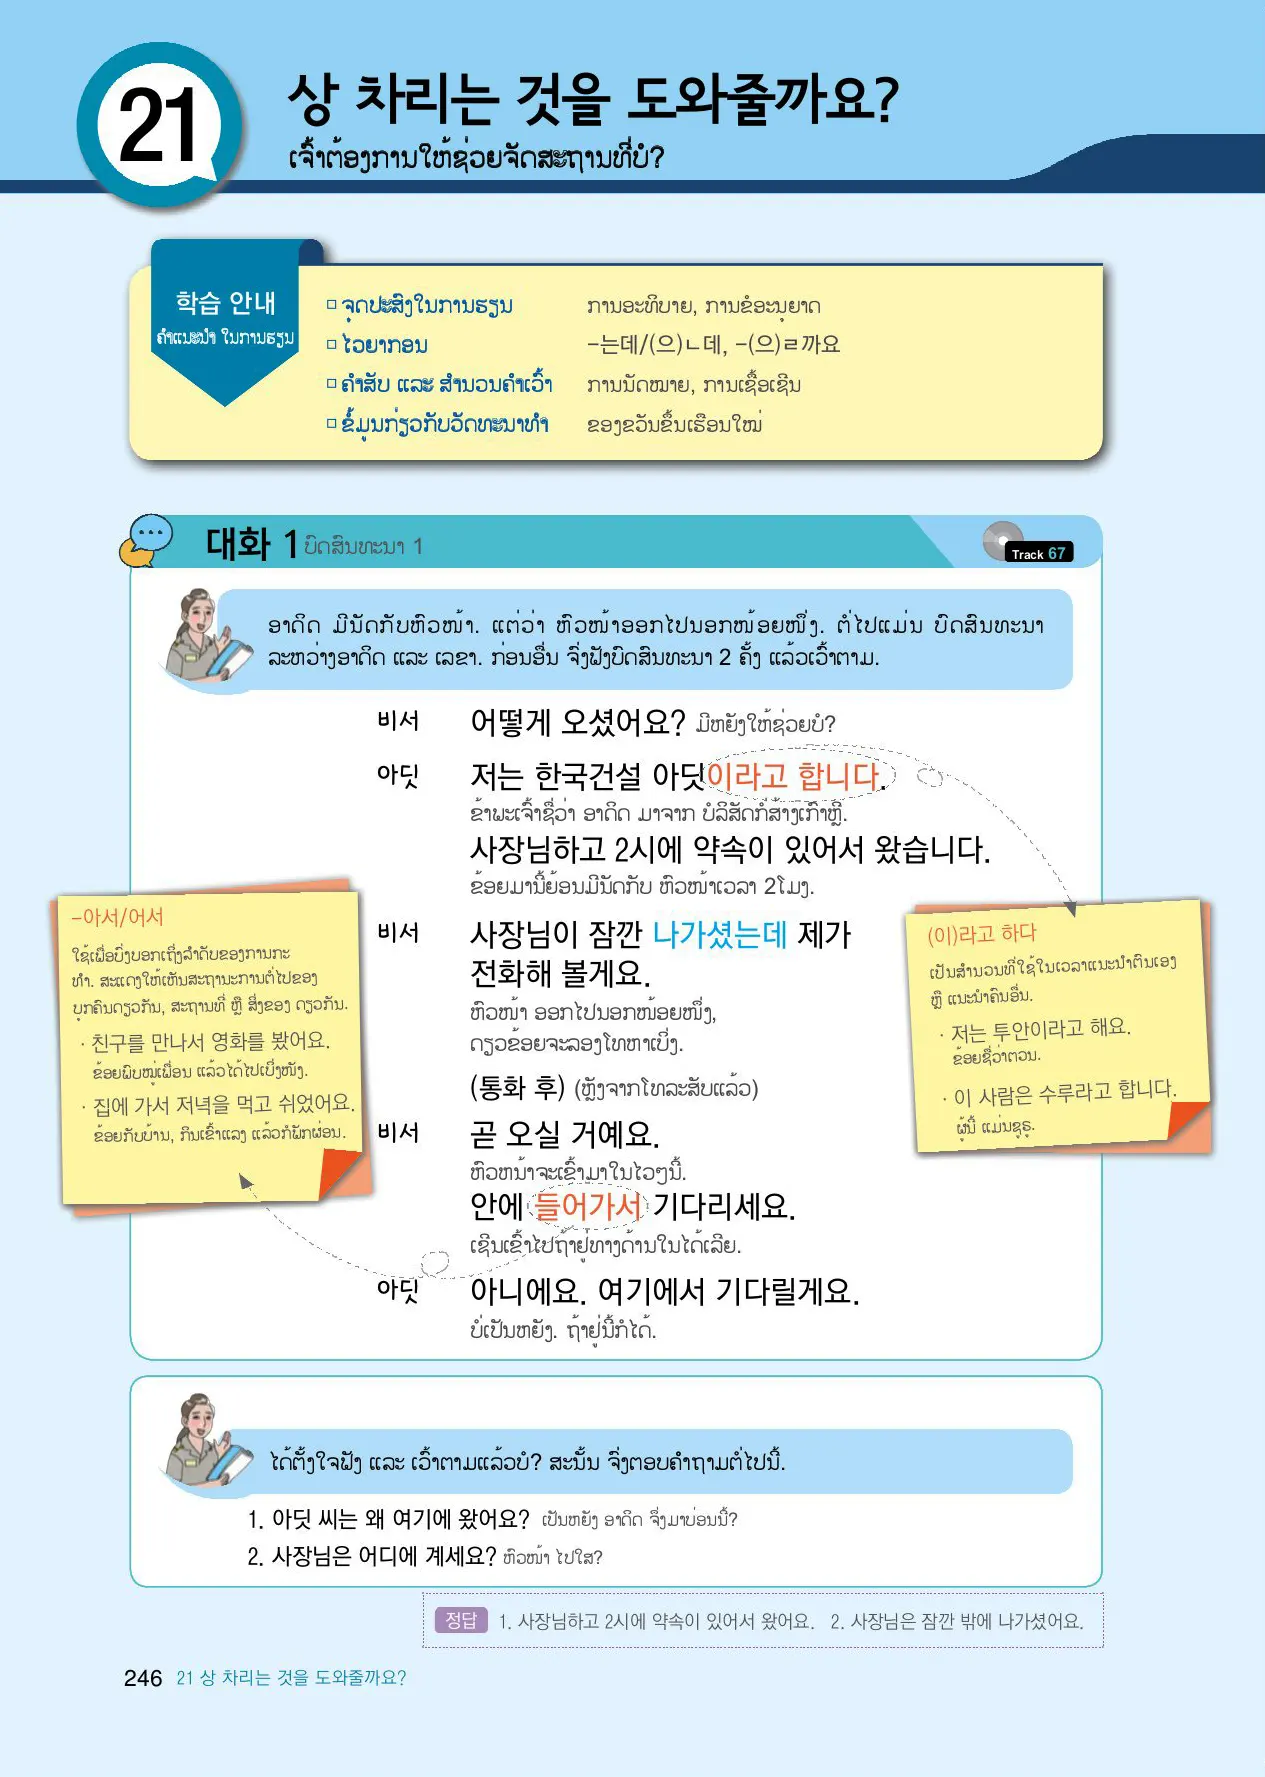 21
상 차리는 것을 도와줄까요?
ເຈົ້າຕ້ອງການໃຫ້ຊ່ວຍຈັດສະຖານທີ່ບໍ?
학습 안내
ຄຳແນະນຳ ໃນການຮຽນ
□ ຈຸດປະສົງໃນການຮຽນ ການອະທິບາຍ, ການຂໍອະນຸຍາດ
□ ໄວຍາກອນ -는데/(으)ㄴ데, -(으)ㄹ까요
□ ຄຳສັບ ແລະ ສຳນວນຄຳເວົ້າ ການນັດໝາຍ, ການເຊື້ອເຊີນ
□ ຂໍ້ມູນກ່ຽວກັບວັດທະນາທຳ ຂອງຂວັນຂຶ້ນເຮືອນໃໝ່
대화 1 ບົດສົນທະນາ 1
Track 67
ອາດິດ ມີນັດກັບຫົວໜ້າ. ແຕ່ວ່າ ຫົວໜ້າອອກໄປນອກໜ້ອຍໜຶ່ງ. ຕໍ່ໄປແມ່ນ ບົດສົນທະນາ
ລະຫວ່າງອາດິດ ແລະ ເລຂາ. ກ່ອນອື່ນ ຈົ່ງຟັງບົດສົນທະນາ 2 ຄັ້ງ ແລ້ວເວົ້າຕາມ.
비서 어떻게 오셨어요? ມີຫຍັງໃຫ້ຊ່ວຍບໍ?
아딧 저는 한국건설 아딧이라고 합니다.
ຂ້າພະເຈົ້າຊື່ວ່າ ອາດິດ ມາຈາກ ບໍລິສັດກໍ່ສ້າງເກົາຫຼີ.
사장님하고 2시에 약속이 있어서 왔습니다.
ຂ້ອຍມານີ້ຍ້ອນມີນັດກັບ ຫົວໜ້າເວລາ 2ໂມງ.
비서 사장님이 잠깐 나가셨는데 제가
전화해 볼게요.
ຫົວໜ້າ ອອກໄປນອກໜ້ອຍໜຶ່ງ,
ດຽວຂ້ອຍຈະລອງໂທຫາເບິ່ງ.
(통화 후) (ຫຼັງຈາກໂທລະສັບແລ້ວ)
비서 곧 오실 거예요.
ຫົວຫນ້າຈະເຂົ້າມາໃນໄວໆນີ້.
안에 들어가서 기다리세요.
ເຊີນເຂົ້າໄປຖ້າຢູ່ທາງດ້ານໃນໄດ້ເລີຍ.
아딧 아니에요. 여기에서 기다릴게요.
ບໍ່ເປັນຫຍັງ. ຖ້າຢູ່ນີ້ກໍໄດ້.
-아서/어서
ໃຊ້ເພື່ອບົ່ງບອກເຖິງລຳດັບຂອງການກະ
ທຳ. ສະແດງໃຫ້ເຫັນສະຖານະການຕໍ່ໄປຂອງ
ບຸກຄົນດຽວກັນ, ສະຖານທີ່ ຫຼື ສິ່ງຂອງ ດຽວກັນ.
· 친구를 만나서 영화를 봤어요.
ຂ້ອຍພົບໝູ່ເພື່ອນ ແລ້ວໄດ້ໄປເບິ່ງໜັງ.
· 집에 가서 저녁을 먹고 쉬었어요.
ຂ້ອຍກັບບ້ານ, ກິນເຂົ້າແລງ ແລ້ວກໍພັກຜ່ອນ.
(이)라고 하다
ເປັນສຳນວນທີ່ໃຊ້ໃນເວລາແນະນຳຕົນເອງ
ຫຼື ແນະນຳຄົນອື່ນ.
· 저는 투안이라고 해요.
ຂ້ອຍຊື່ວ່າຕວນ.
· 이 사람은 수루라고 합니다.
ຜູ້ນີ້ ແມ່ນຊູຣູ.
ໄດ້ຕັ້ງໃຈຟັງ ແລະ ເວົ້າຕາມແລ້ວບໍ? ສະນັ້ນ ຈົ່ງຕອບຄຳຖາມຕໍ່ໄປນີ້.
1. 아딧 씨는 왜 여기에 왔어요? ເປັນຫຍັງ ອາດິດ ຈຶ່ງມາບ່ອນນີ້?
2. 사장님은 어디에 계세요? ຫົວໜ້າ ໄປໃສ?
정답 1. 사장님하고 2시에 약속이 있어서 왔어요. 2. 사장님은 잠깐 밖에 나가셨어요.
246 21 상 차리는 것을 도와줄까요?